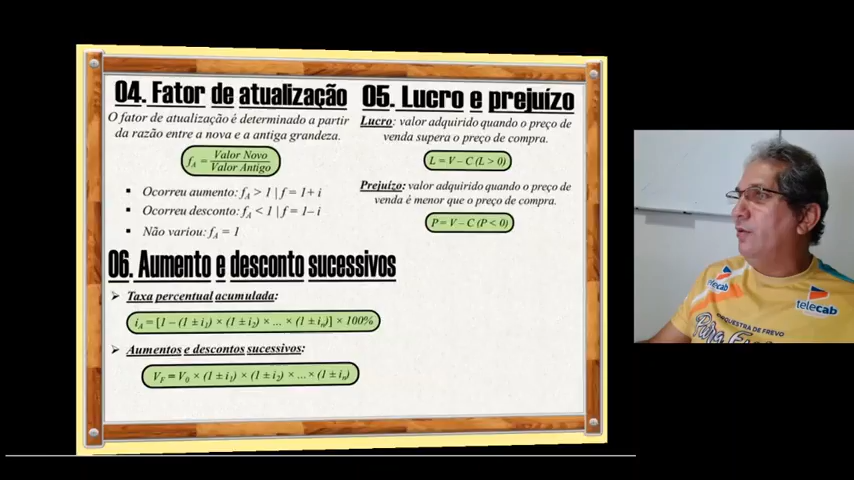 04. Fator de atualização
O fator de atualização é determinado a partir
da razão entre a nova e a antiga grandeza.
f_A = Valor Novo / Valor Antigo
▪ Ocorreu aumento: f_A > 1 | f = 1+ i
▪ Ocorreu desconto: f_A < 1 | f = 1– i
▪ Não variou: f_A = 1
05. Lucro e prejuízo
Lucro: valor adquirido quando o preço de
venda supera o preço de compra.
L = V – C (L > 0)
Prejuízo: valor adquirido quando o preço de
venda é menor que o preço de compra.
P = V – C (P < 0)
06. Aumento e desconto sucessivos
➢ Taxa percentual acumulada:
i_A = [1 – (1 ± i_1) × (1 ± i_2) × ... × (1 ± i_n)] × 100%
➢ Aumentos e descontos sucessivos:
V_F = V_0 × (1 ± i_1) × (1 ± i_2) × ... × (1 ± i_n)
telecab
telecab
ORQUESTRA DE FREVO